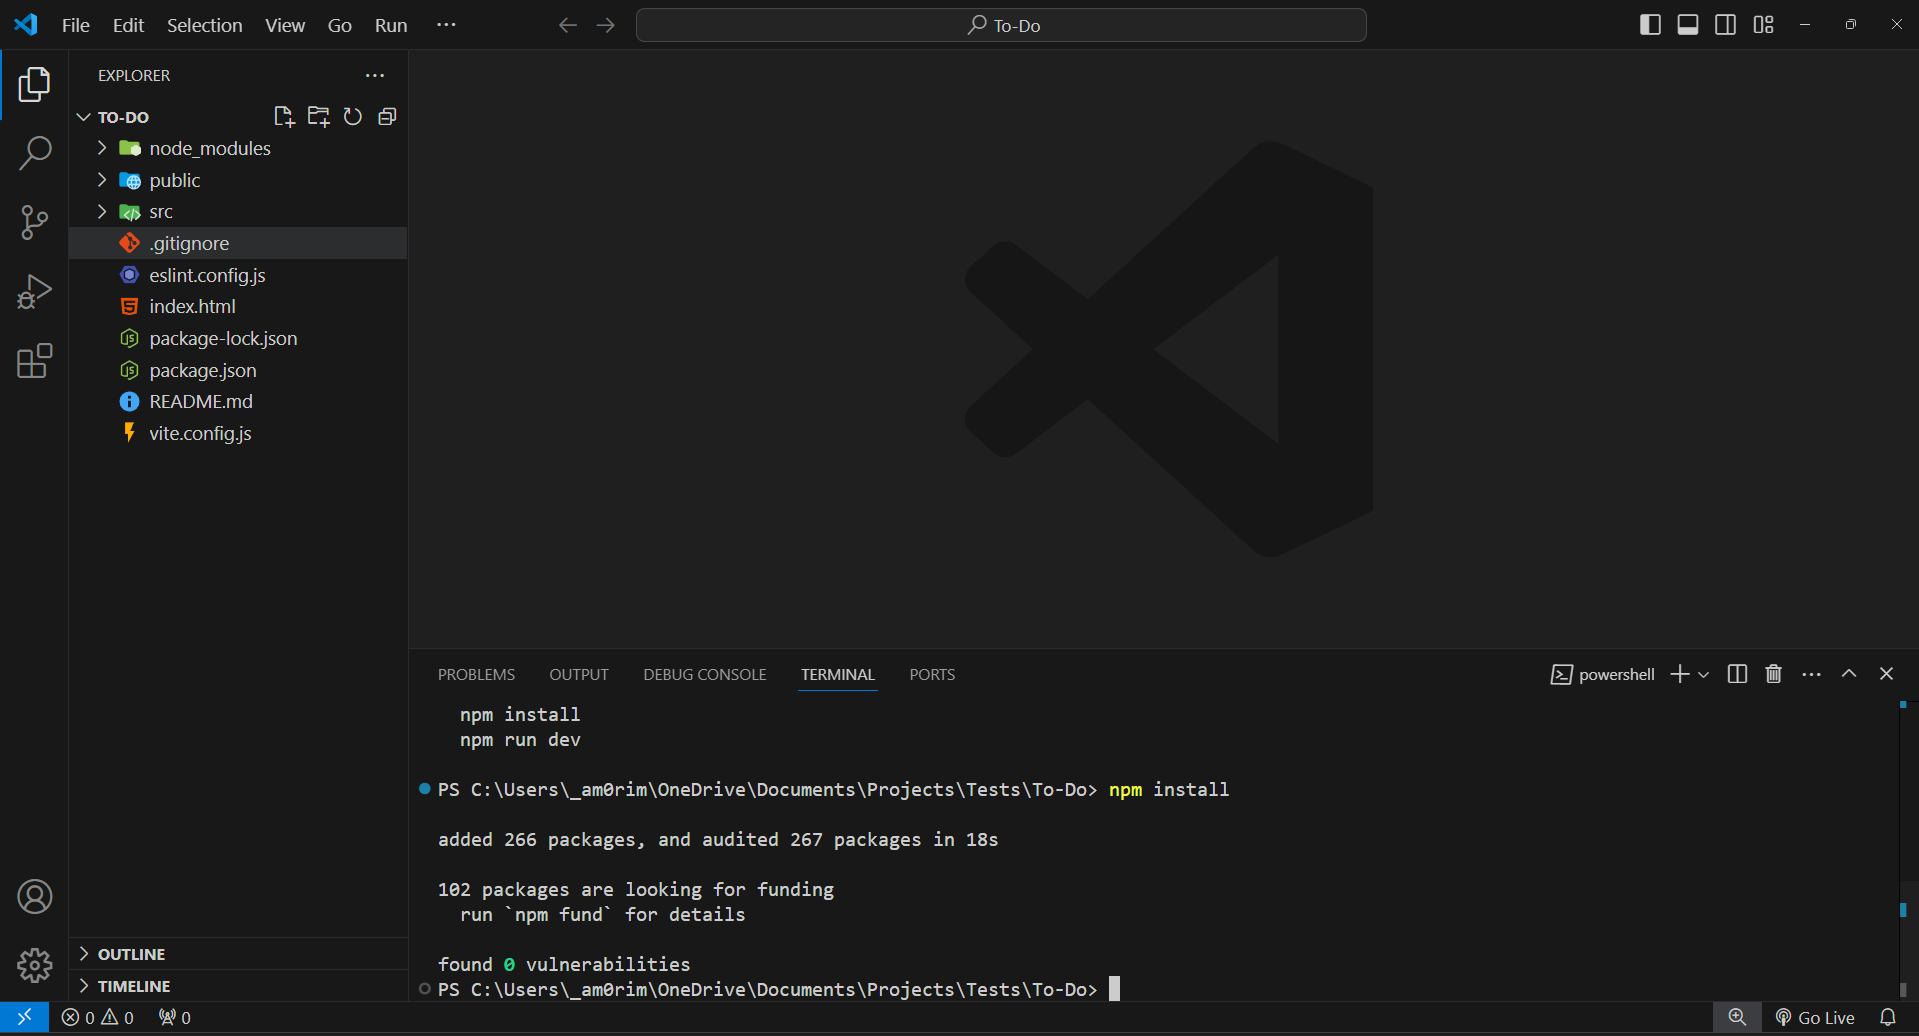 File Edit Selection View Go Run ···
To-Do
EXPLORER
TO-DO
node_modules
public
src
.gitignore
eslint.config.js
index.html
package-lock.json
package.json
README.md
vite.config.js
OUTLINE
TIMELINE
PROBLEMS OUTPUT DEBUG CONSOLE TERMINAL PORTS
powershell
npm install
npm run dev
PS C:\Users\_am0rim\OneDrive\Documents\Projects\Tests\To-Do> npm install
added 266 packages, and audited 267 packages in 18s
102 packages are looking for funding
run `npm fund` for details
found 0 vulnerabilities
PS C:\Users\_am0rim\OneDrive\Documents\Projects\Tests\To-Do>
0 0 0
Go Live